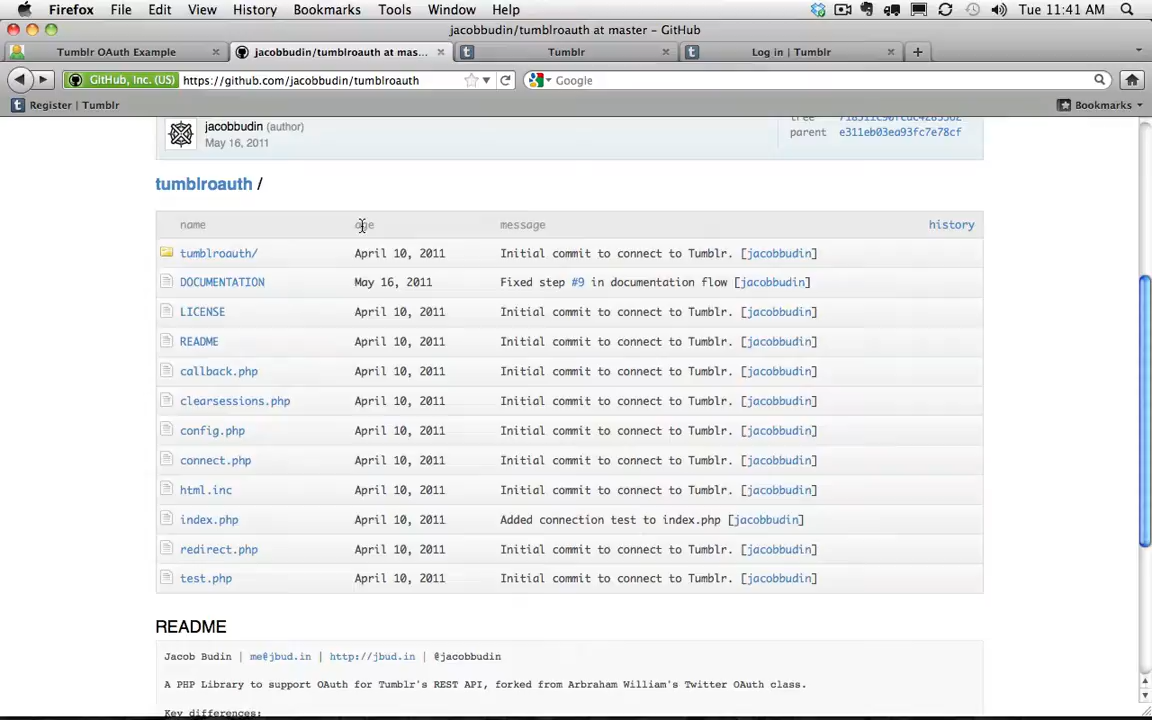 Firefox File Edit View History Bookmarks Tools Window Help Tue 11:41 AM
jacobbudin/tumblroauth at master – GitHub
Tumblr OAuth Example × jacobbudin/tumblroauth at mas... × t Tumblr × t Log in | Tumblr × +
GitHub, Inc. (US) https://github.com/jacobbudin/tumblroauth Google
t Register | Tumblr Bookmarks
jacobbudin (author)
May 16, 2011
parent e311eb03ea93fc7e78cf
tumblroauth /
name age message history
tumblroauth/ April 10, 2011 Initial commit to connect to Tumblr. [jacobbudin]
DOCUMENTATION May 16, 2011 Fixed step #9 in documentation flow [jacobbudin]
LICENSE April 10, 2011 Initial commit to connect to Tumblr. [jacobbudin]
README April 10, 2011 Initial commit to connect to Tumblr. [jacobbudin]
callback.php April 10, 2011 Initial commit to connect to Tumblr. [jacobbudin]
clearsessions.php April 10, 2011 Initial commit to connect to Tumblr. [jacobbudin]
config.php April 10, 2011 Initial commit to connect to Tumblr. [jacobbudin]
connect.php April 10, 2011 Initial commit to connect to Tumblr. [jacobbudin]
html.inc April 10, 2011 Initial commit to connect to Tumblr. [jacobbudin]
index.php April 10, 2011 Added connection test to index.php [jacobbudin]
redirect.php April 10, 2011 Initial commit to connect to Tumblr. [jacobbudin]
test.php April 10, 2011 Initial commit to connect to Tumblr. [jacobbudin]
README
Jacob Budin | me@jbud.in | http://jbud.in | @jacobbudin
A PHP Library to support OAuth for Tumblr's REST API, forked from Arbraham William's Twitter OAuth class.
Key differences: